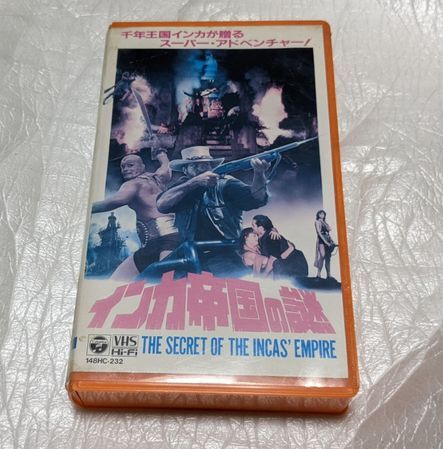 千年王国インカが贈る
スーパー・アドベンチャー!
インカ帝国の謎
VHS
Hi-Fi
THE SECRET OF THE INCAS' EMPIRE
148HC-232